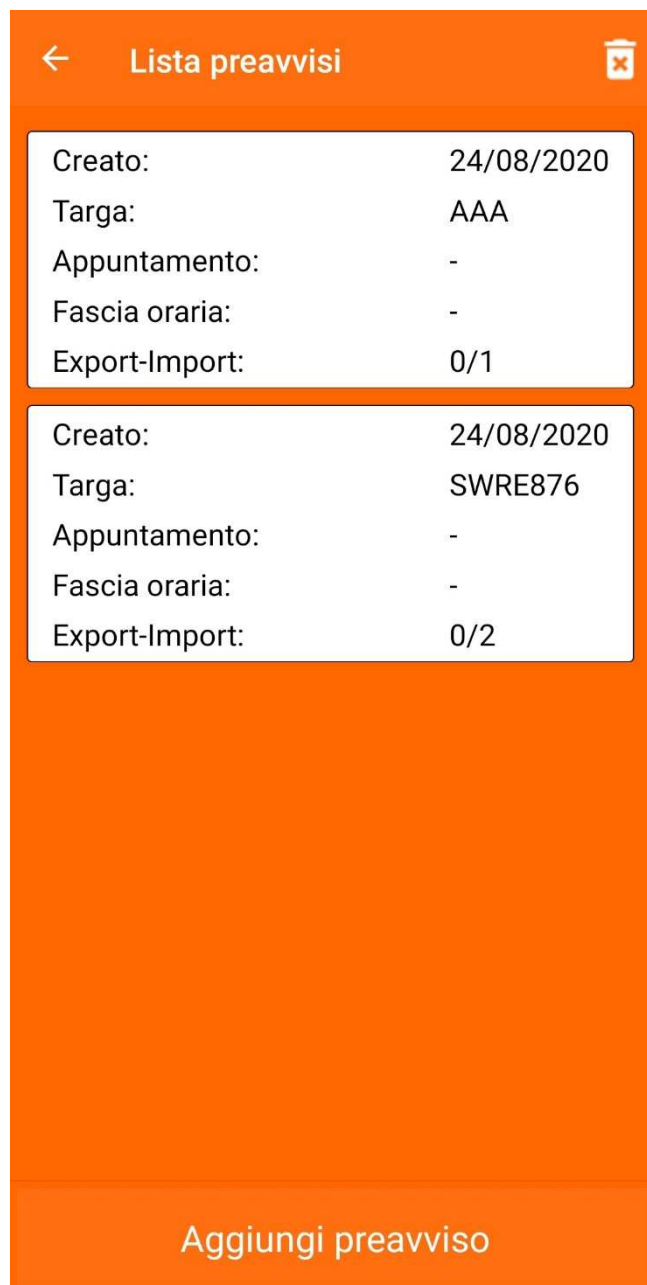 Lista preavvisi
Creato: 24/08/2020
Targa: AAA
Appuntamento: -
Fascia oraria: -
Export-Import: 0/1
Creato: 24/08/2020
Targa: SWRE876
Appuntamento: -
Fascia oraria: -
Export-Import: 0/2
Aggiungi preavviso